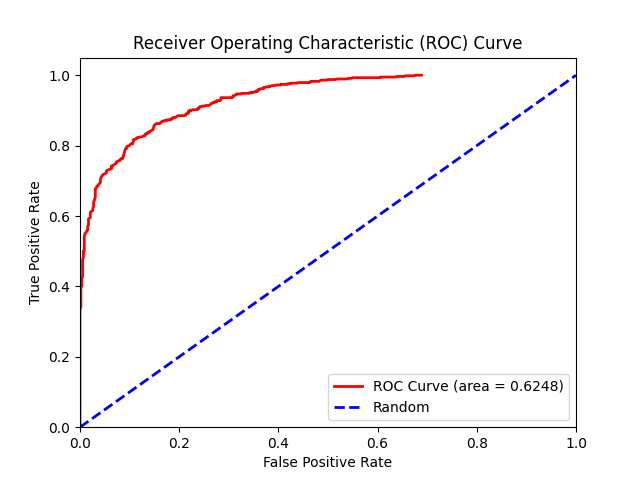 Receiver Operating Characteristic (ROC) Curve
True Positive Rate
1.0
0.8
0.6
0.4
0.2
0.0
0.0 0.2 0.4 0.6 0.8 1.0
False Positive Rate
ROC Curve (area = 0.6248)
Random